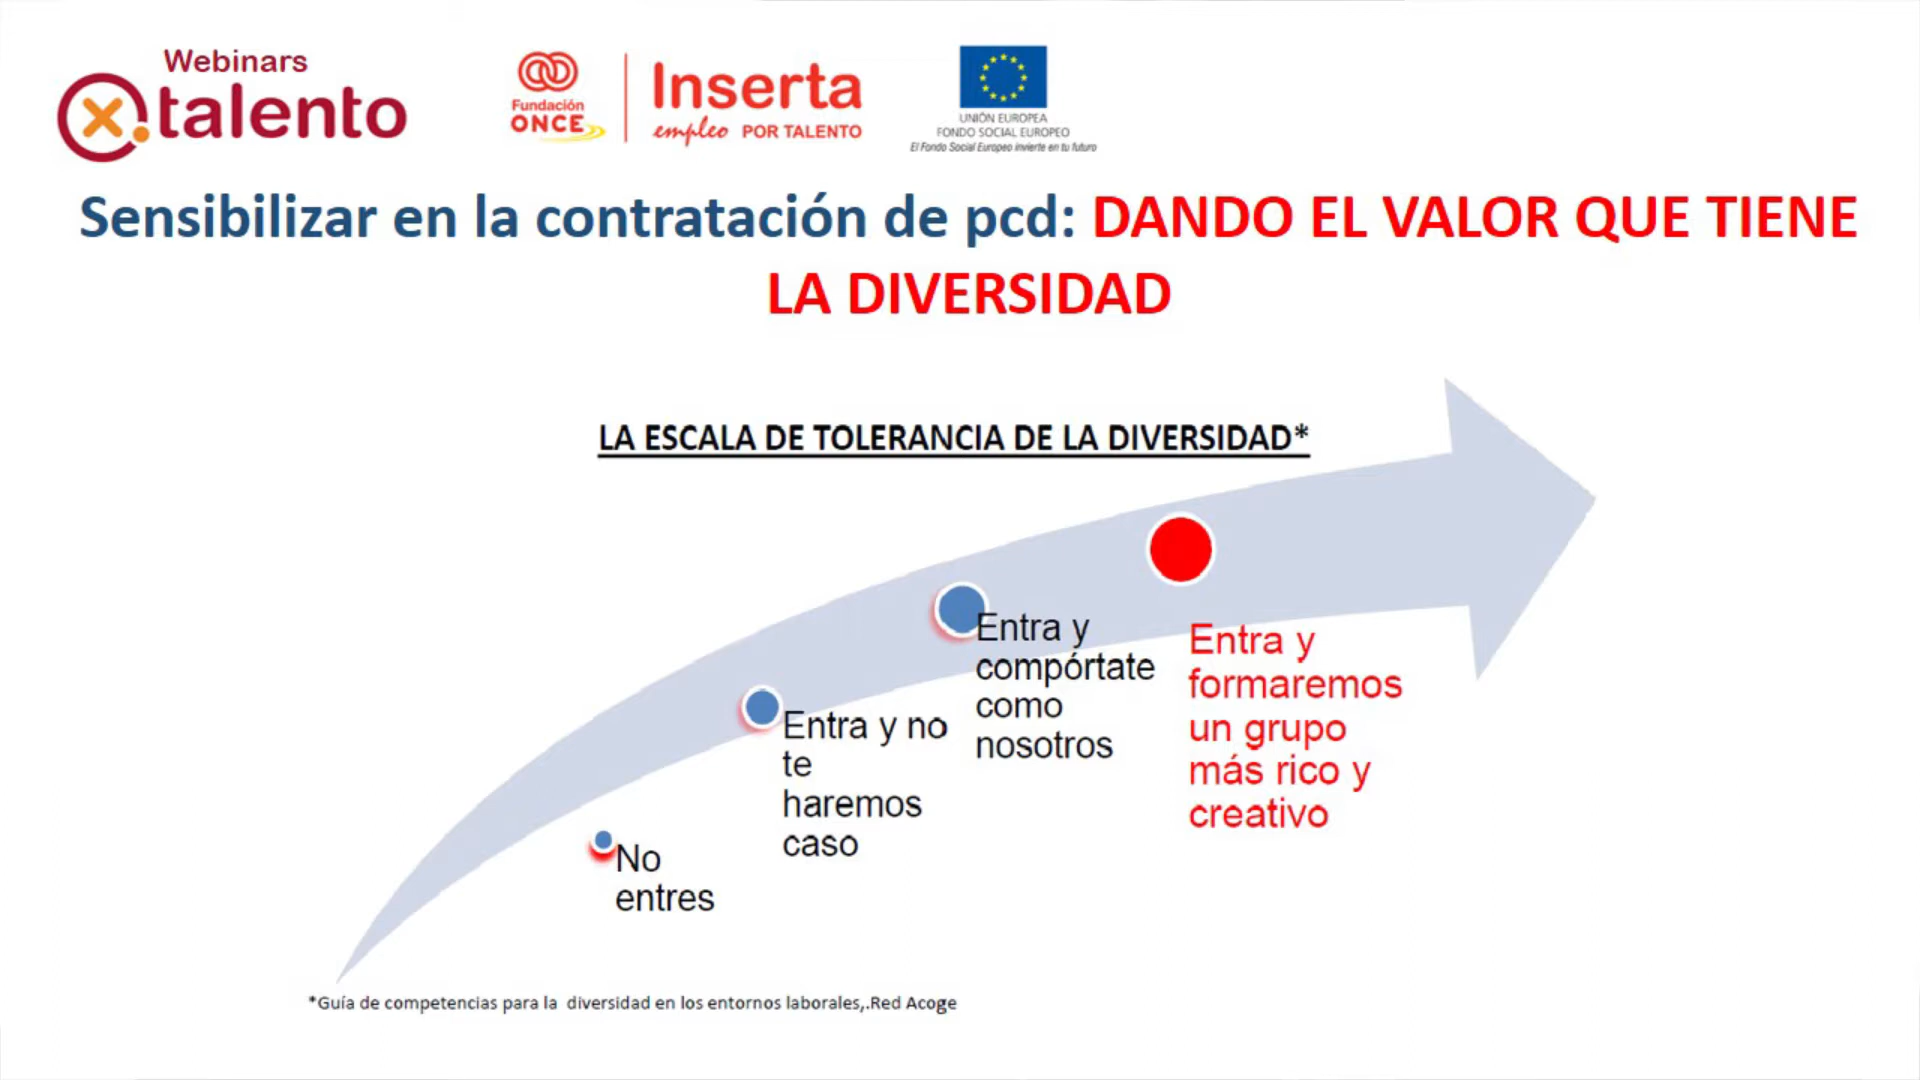 Webinars
x.talento
Fundación
ONCE
Inserta
empleo POR TALENTO
UNIÓN EUROPEA
FONDO SOCIAL EUROPEO
El Fondo Social Europeo invierte en tu futuro
Sensibilizar en la contratación de pcd: DANDO EL VALOR QUE TIENE
LA DIVERSIDAD
LA ESCALA DE TOLERANCIA DE LA DIVERSIDAD*
No
entres
Entra y no
te
haremos
caso
Entra y
compórtate
como
nosotros
Entra y
formaremos
un grupo
más rico y
creativo
*Guía de competencias para la diversidad en los entornos laborales,.Red Acoge